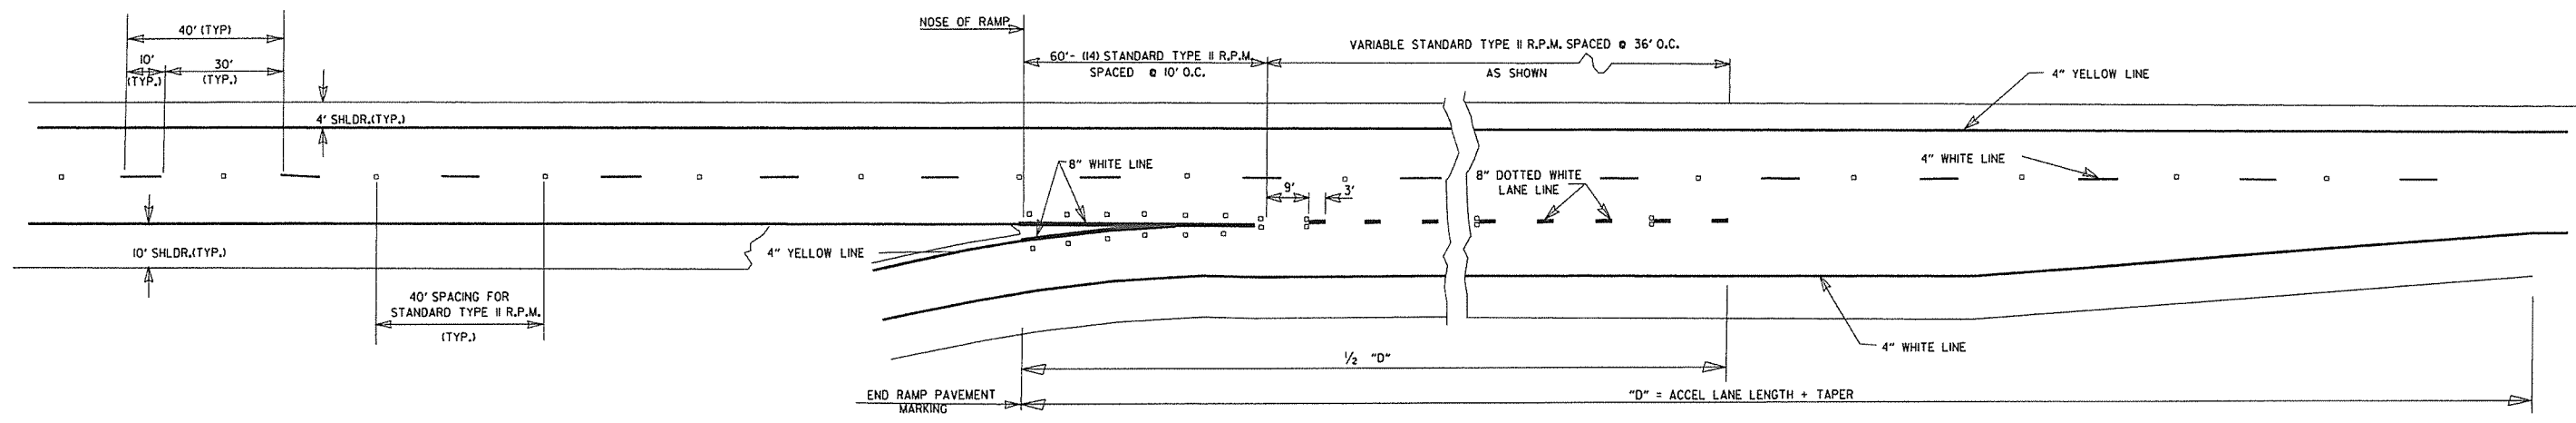 NOSE OF RAMP
40' (TYP)
10'
(TYP.)
30'
(TYP.)
60'- (14) STANDARD TYPE II R.P.M.
SPACED @ 10' O.C.
VARIABLE STANDARD TYPE II R.P.M. SPACED @ 36' O.C.
AS SHOWN
4" YELLOW LINE
4' SHLDR.(TYP.)
8" WHITE LINE
4" WHITE LINE
8" DOTTED WHITE
LANE LINE
9'
3'
10' SHLDR.(TYP.)
4" YELLOW LINE
40' SPACING FOR
STANDARD TYPE II R.P.M.
(TYP.)
4" WHITE LINE
1/2 "D"
END RAMP PAVEMENT
MARKING
"D" = ACCEL LANE LENGTH + TAPER